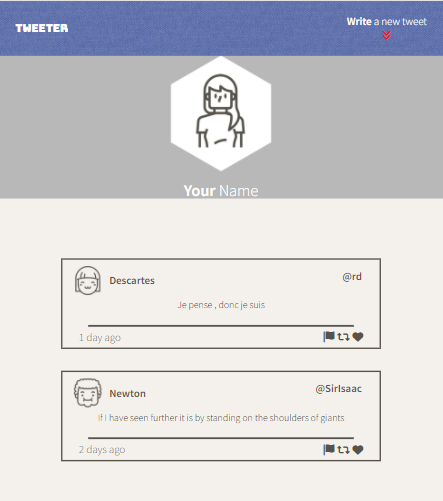 TWEETER
Write a new tweet
Your Name
Descartes
@rd
Je pense , donc je suis
1 day ago
Newton
@SirIsaac
If I have seen further it is by standing on the shoulders of giants
2 days ago